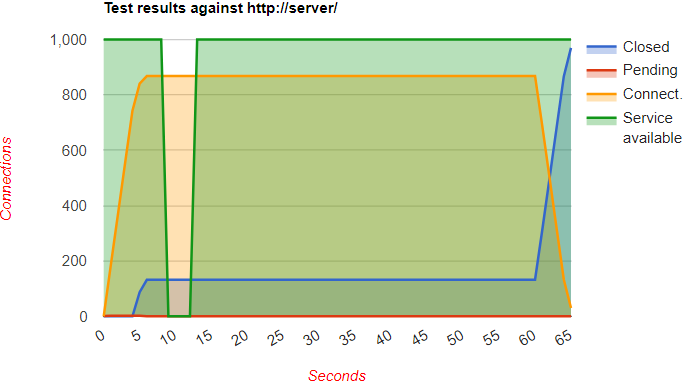 Test results against http://server/
1,000
800
600
400
200
0
Connections
0
5
10
15
20
25
30
35
40
45
50
55
60
65
Seconds
Closed
Pending
Connect.
Service
available